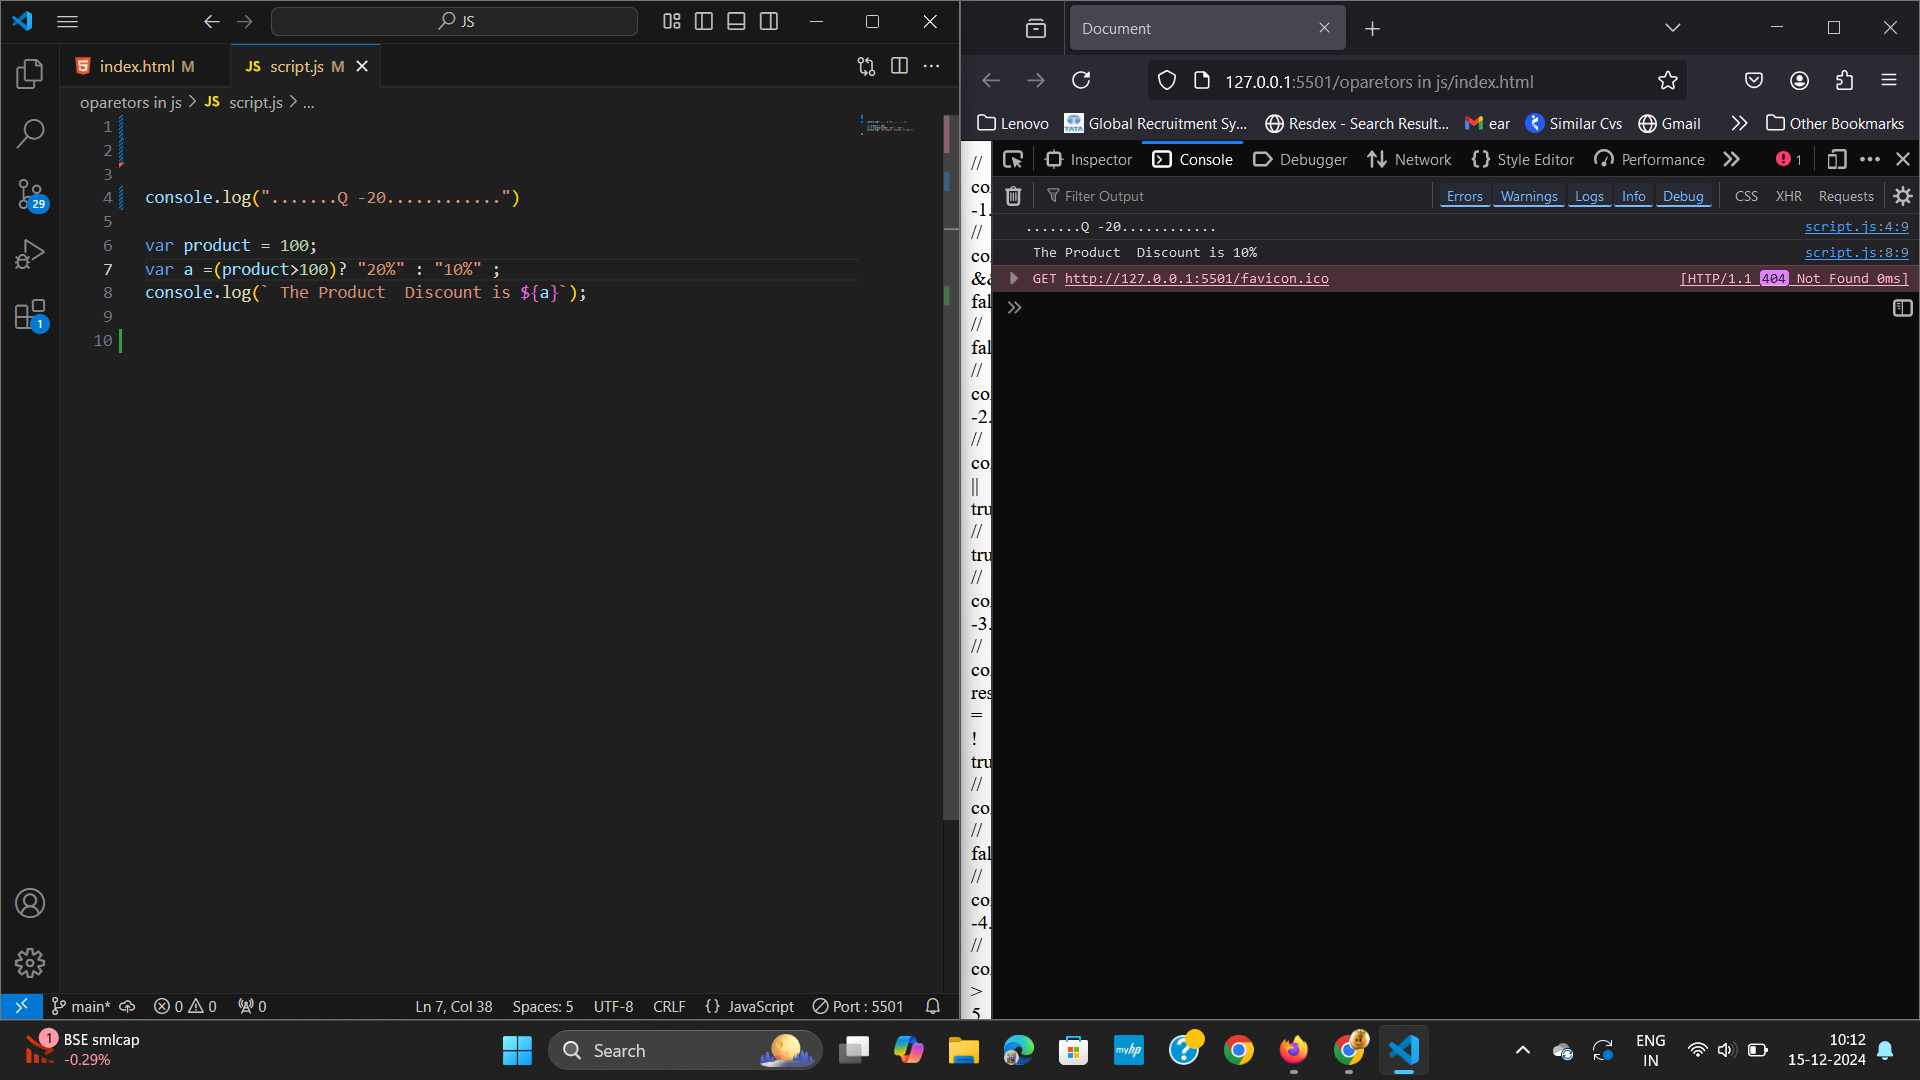 JS
index.html M
JS script.js M
oparetors in js > JS script.js > ...
1
2
3
4 console.log(".......Q -20............")
5
6 var product = 100;
7 var a =(product>100)? "20%" : "10%" ;
8 console.log(` The Product  Discount is ${a}`);
9
10
29
1
main* 0 0 0
Ln 7, Col 38 Spaces: 5 UTF-8 CRLF {} JavaScript Port : 5501
Document
127.0.0.1:5501/oparetors in js/index.html
Lenovo TATA Global Recruitment Sy... Resdex - Search Result... ear Similar Cvs Gmail Other Bookmarks
Inspector Console Debugger Network Style Editor Performance 1
Filter Output Errors Warnings Logs Info Debug CSS XHR Requests
.......Q -20............ script.js:4:9
The Product  Discount is 10% script.js:8:9
GET http://127.0.0.1:5501/favicon.ico [HTTP/1.1 404 Not Found 0ms]
//
co
-1.
//
co
&&
fal
//
fal
//
co
-2.
//
co
||
tru
//
tru
//
co
-3.
//
co
res
=
!
tru
//
co
//
fal
//
co
-4.
//
co
>
5
1 BSE smlcap
-0.29%
Search
myhp
ENG
IN
10:12
15-12-2024